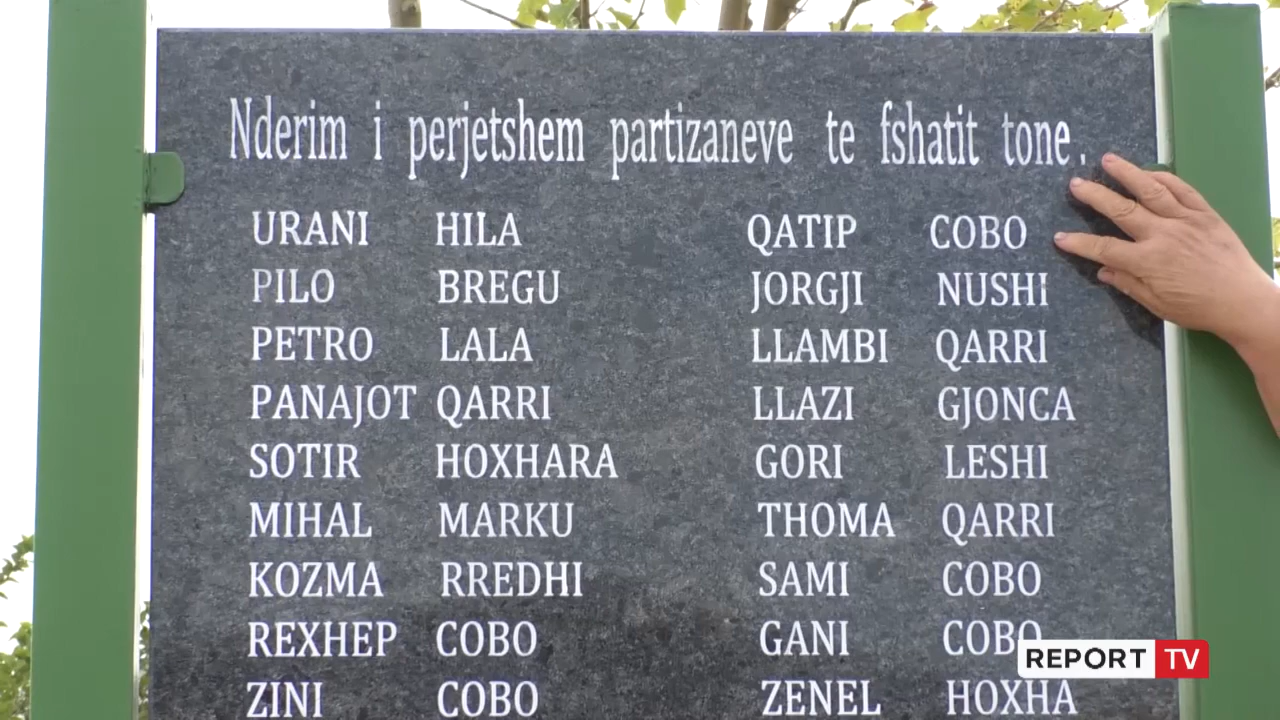 Nderim i perjetshem partizaneve te fshatit tone.
URANI HILA
PILO BREGU
PETRO LALA
PANAJOT QARRI
SOTIR HOXHARA
MIHAL MARKU
KOZMA RREDHI
REXHEP COBO
ZINI COBO
QATIP COBO
JORGJI NUSHI
LLAMBI QARRI
LLAZI GJONCA
GORI LESHI
THOMA QARRI
SAMI COBO
GANI COBO
ZENEL HOXHA
REPORT TV